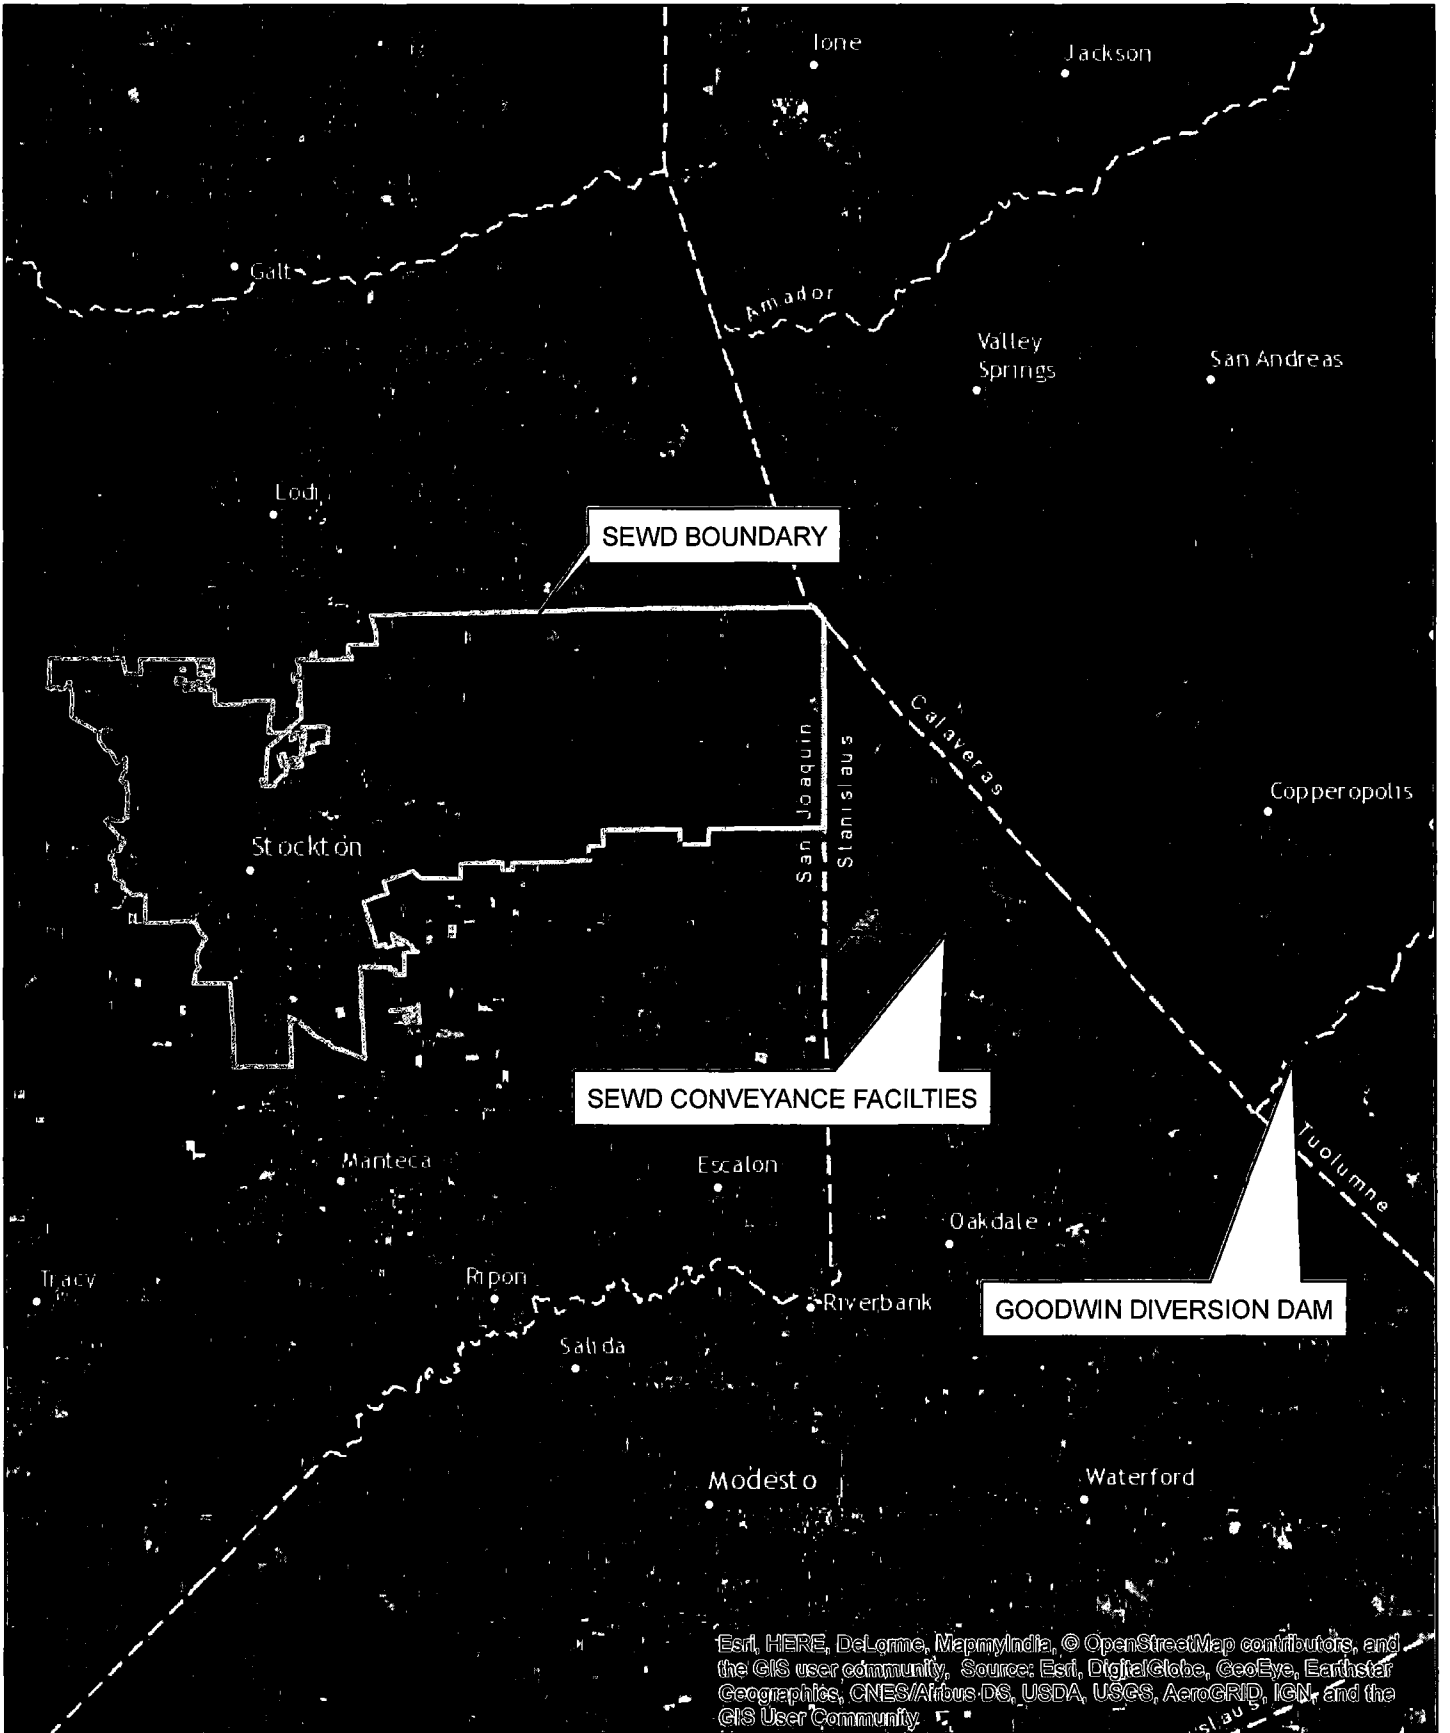 Ione
Jackson
Galt
Amador
Valley
Springs
San Andreas
Lodi
SEWD BOUNDARY
Calaveras
San Joaquin
Stanislaus
Copperopolis
Stockton
SEWD CONVEYANCE FACILTIES
Manteca
Escalon
Tuolumne
Oakdale
Tracy
Ripon
Riverbank
GOODWIN DIVERSION DAM
Salida
Modesto
Waterford
Esri, HERE, DeLorme, MapmyIndia, © OpenStreetMap contributors, and
the GIS user community, Source: Esri, DigitalGlobe, GeoEye, Earthstar
Geographics, CNES/Airbus DS, USDA, USGS, AeroGRID, IGN, and the
GIS User Community
slaus